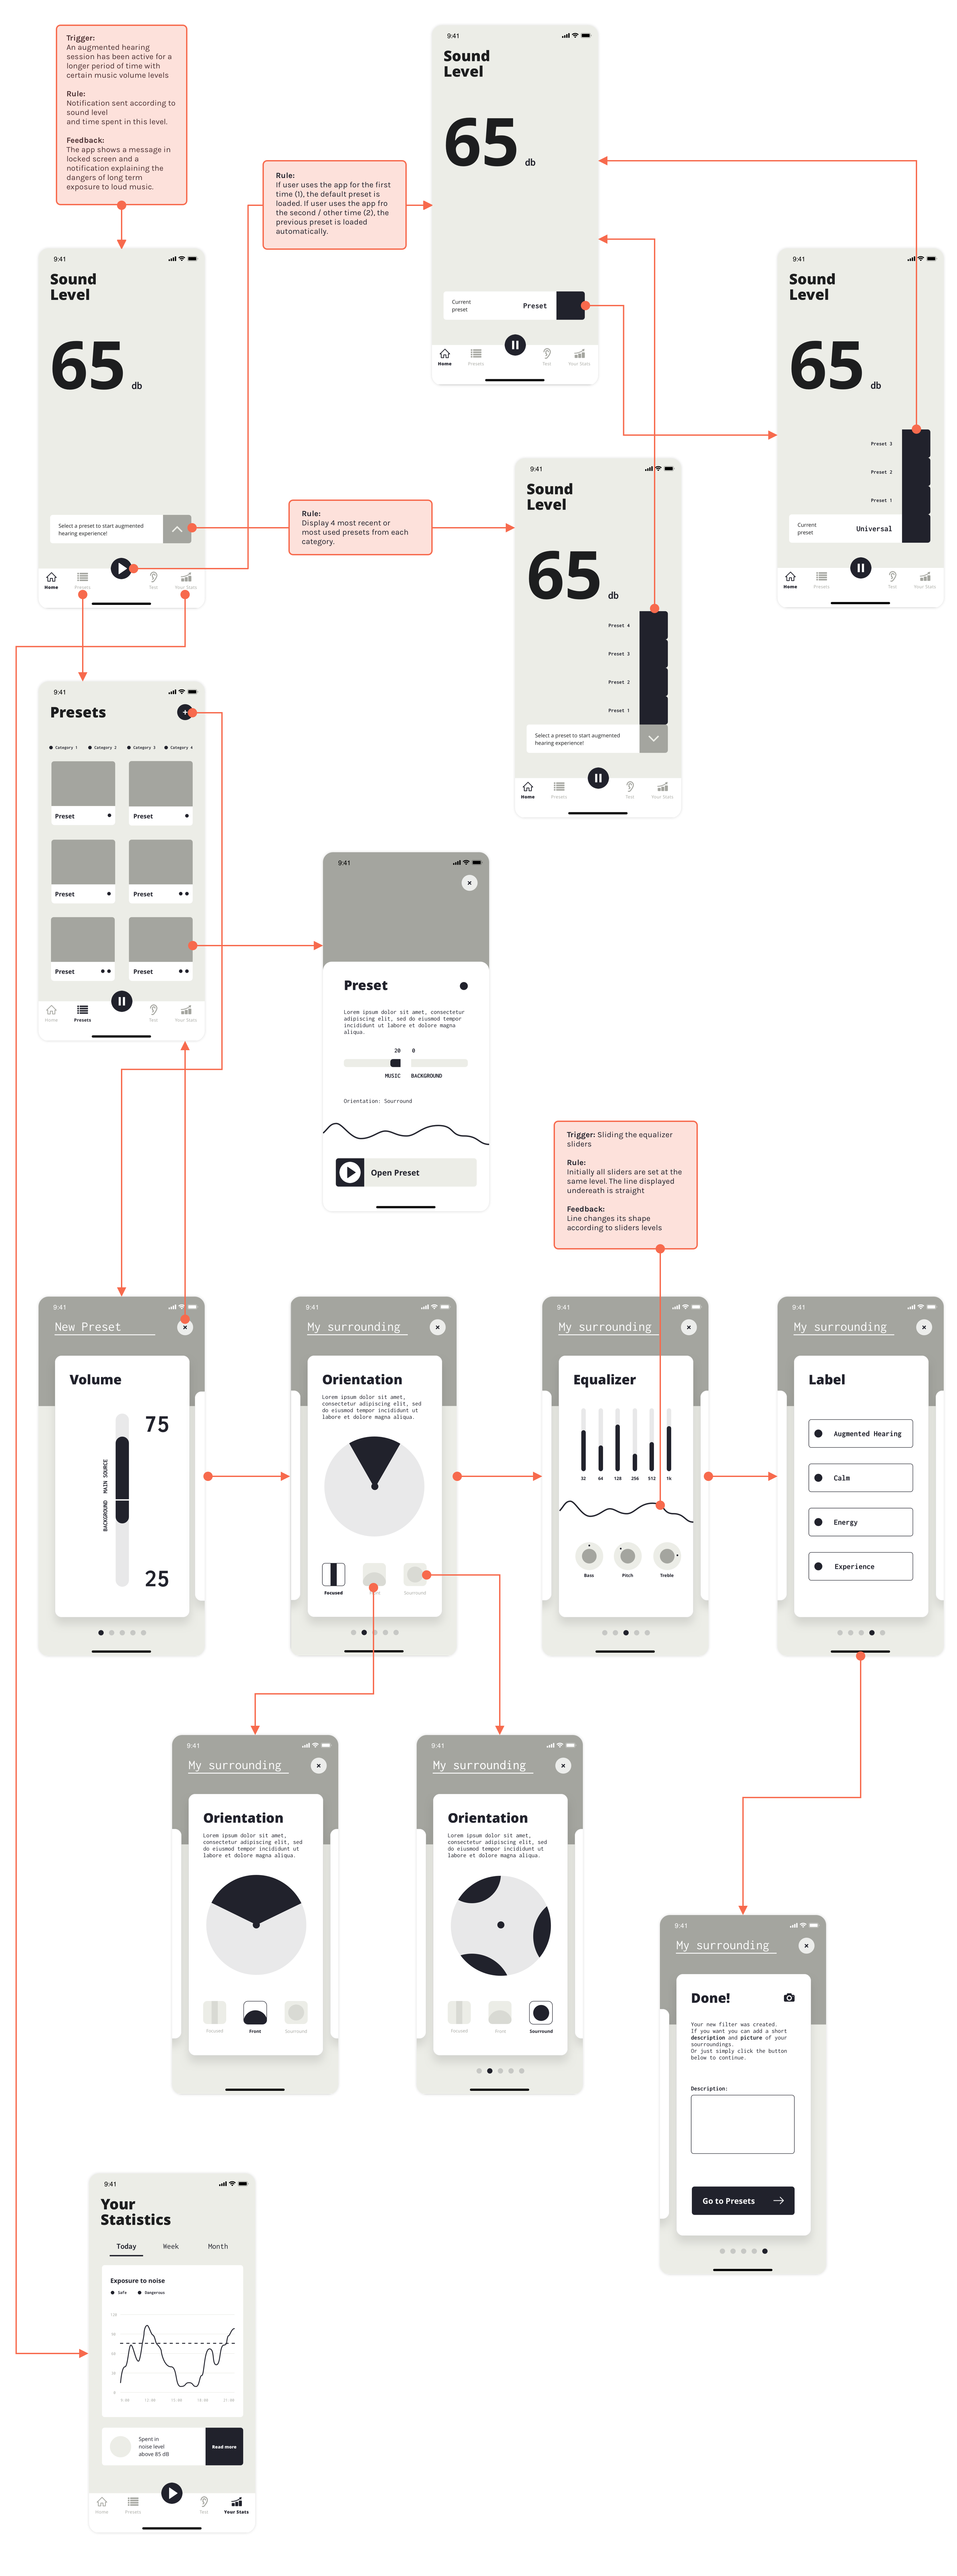 Trigger:
An augmented hearing
session has been active for a
longer period of time with
certain music volume levels
Rule:
Notification sent according to
sound level
and time spent in this level.
Feedback:
The app shows a message in
locked screen and a
notification explaining the
dangers of long term
exposure to loud music.
9:41
Sound
Level
65 db
Current
preset
Preset
Home Presets Test Your Stats
Rule:
If user uses the app for the first
time (1), the default preset is
loaded. If user uses the app fro
the second / other time (2), the
previous preset is loaded
automatically.
9:41
Sound
Level
65 db
Select a preset to start augmented
hearing experience!
Home Presets Test Your Stats
9:41
Sound
Level
65 db
Preset 3
Preset 2
Preset 1
Current
preset
Universal
Home Presets Test Your Stats
Rule:
Display 4 most recent or
most used presets from each
category.
9:41
Sound
Level
65 db
Preset 4
Preset 3
Preset 2
Preset 1
Select a preset to start augmented
hearing experience!
Home Presets Test Your Stats
9:41
Presets
Category 1 Category 2 Category 3 Category 4
Preset Preset
Preset Preset
Preset Preset
Home Presets Test Your Stats
9:41
Preset
Lorem ipsum dolor sit amet, consectetur
adipiscing elit, sed do eiusmod tempor
incididunt ut labore et dolore magna
aliqua.
20 0
MUSIC BACKGROUND
Orientation: Sourround
Open Preset
Trigger: Sliding the equalizer
sliders
Rule:
Initially all sliders are set at the
same level. The line displayed
undereath is straight
Feedback:
Line changes its shape
according to sliders levels
9:41
New Preset
Volume
75
MAIN SOURCE
BACKGROUND
25
9:41
My surrounding
Orientation
Lorem ipsum dolor sit amet,
consectetur adipiscing elit, sed
do eiusmod tempor incididunt ut
labore et dolore magna aliqua.
Focused Sourround
9:41
My surrounding
Equalizer
32 64 128 256 512 1k
Bass Pitch Treble
9:41
My surrounding
Label
Augmented Hearing
Calm
Energy
Experience
9:41
My surrounding
Orientation
Lorem ipsum dolor sit amet,
consectetur adipiscing elit, sed
do eiusmod tempor incididunt ut
labore et dolore magna aliqua.
Focused Front Sourround
9:41
My surrounding
Orientation
Lorem ipsum dolor sit amet,
consectetur adipiscing elit, sed
do eiusmod tempor incididunt ut
labore et dolore magna aliqua.
Focused Front Sourround
9:41
My surrounding
Done!
Your new filter was created.
If you want you can add a short
description and picture of your
sourroundings.
Or just simply click the button
below to continue.
Description:
Go to Presets
9:41
Your
Statistics
Today Week Month
Exposure to noise
Safe Dangerous
Spent in
noise level
above 85 dB
Read more
Home Presets Test Your Stats